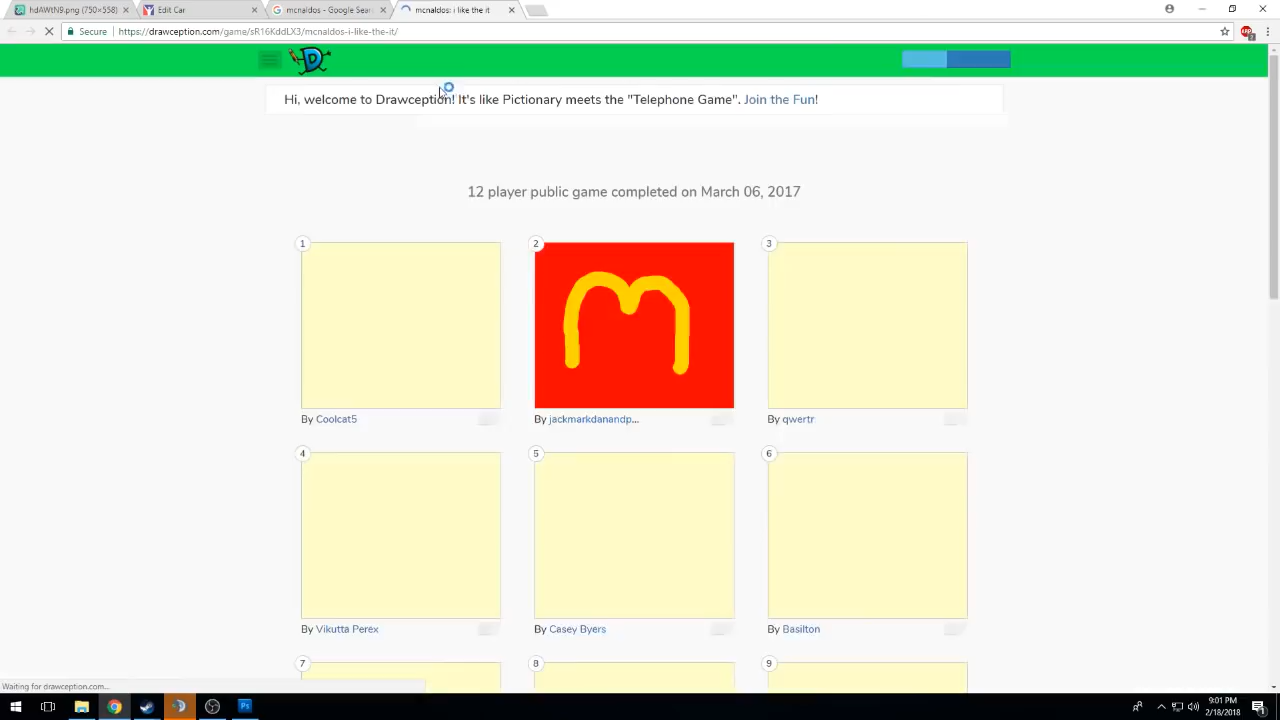 hdAWtN9.png (750×558)
Edit Car
mcnaldos - Google Sear
mcnaldos: i like the it
Secure
https://drawception.com/game/sR16KddLX3/mcnaldos-i-like-the-it/
D
Hi, welcome to Drawception! It's like Pictionary meets the "Telephone Game". Join the Fun!
12 player public game completed on March 06, 2017
1
2
3
m
By Coolcat5
By jackmarkdanandp...
By qwertr
4
5
6
By Vikutta Perex
By Casey Byers
By Basilton
7
8
9
Waiting for drawception.com...
9:01 PM
2/18/2018